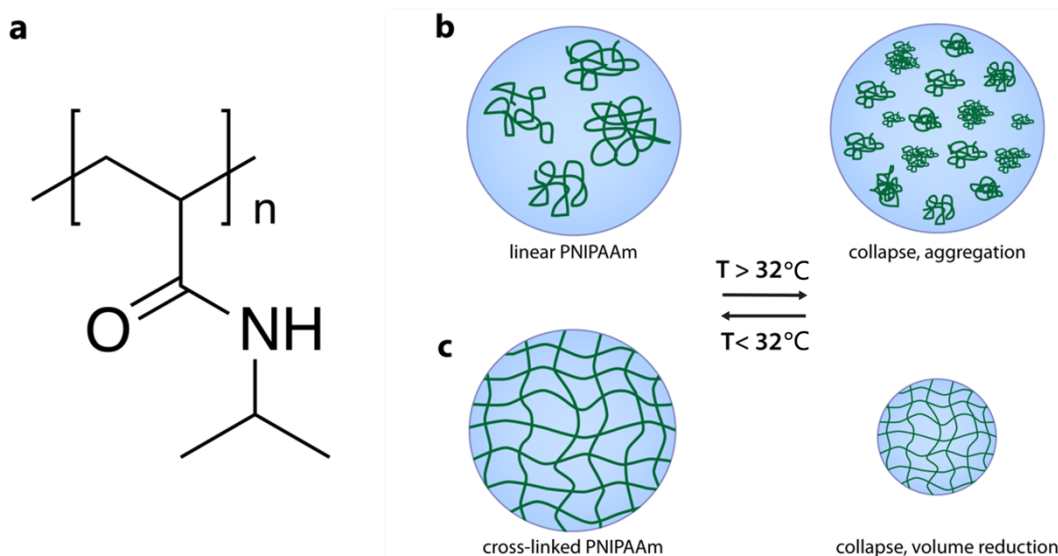 a
n
O
NH
b
linear PNIPAAm
collapse, aggregation
T > 32°C
T< 32°C
c
cross-linked PNIPAAm
collapse, volume reduction